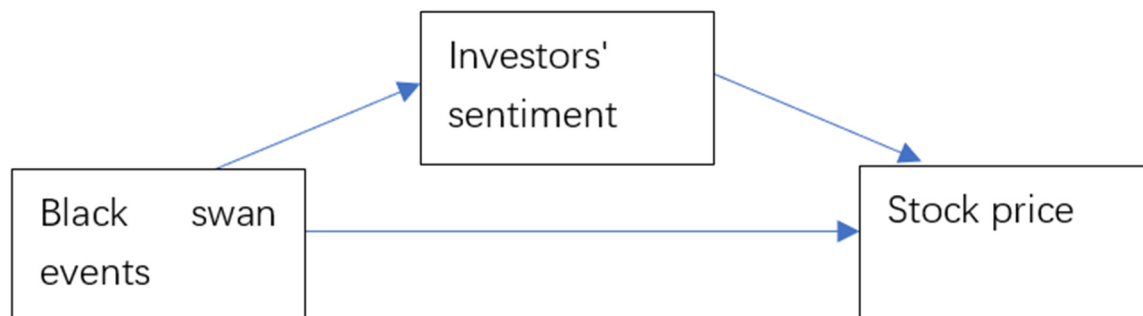 Investors'
sentiment
Black swan
events
Stock price